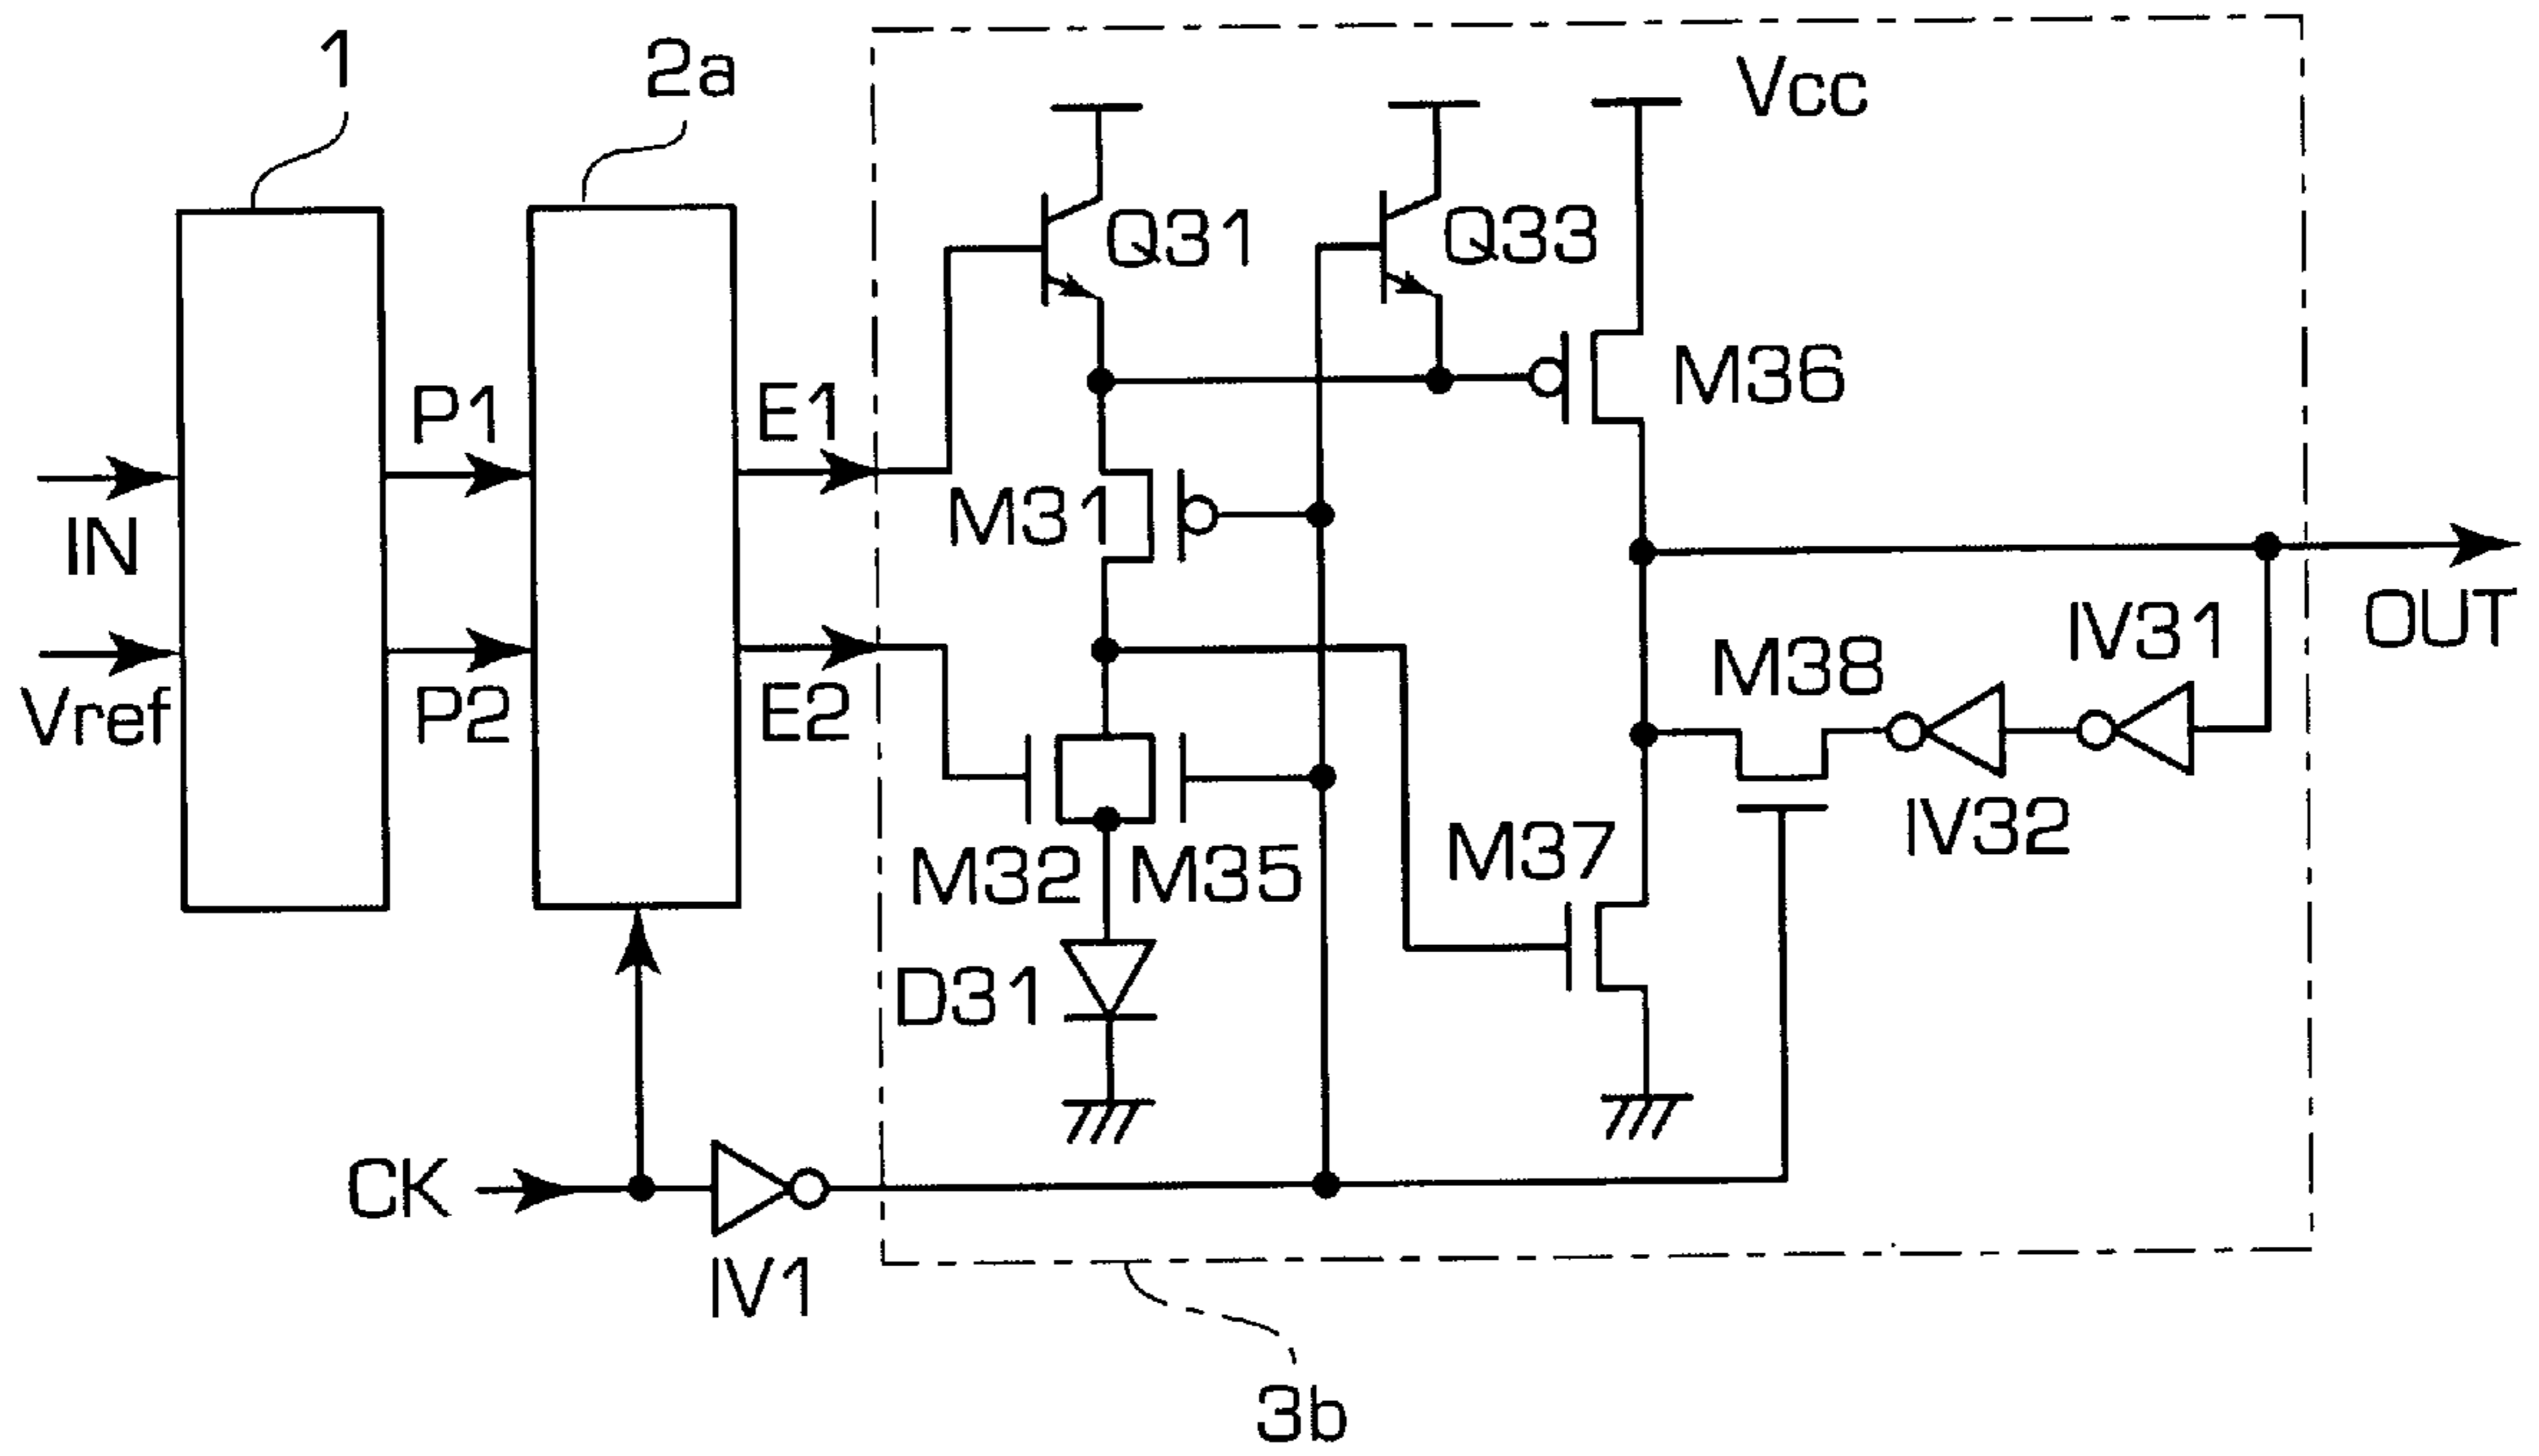 1
2a
Vcc
Q31
Q33
M36
P1
E1
M31
IN
OUT
IV31
M38
Vref
P2
E2
IV32
M37
M32
M35
D31
CK
IV1
3b